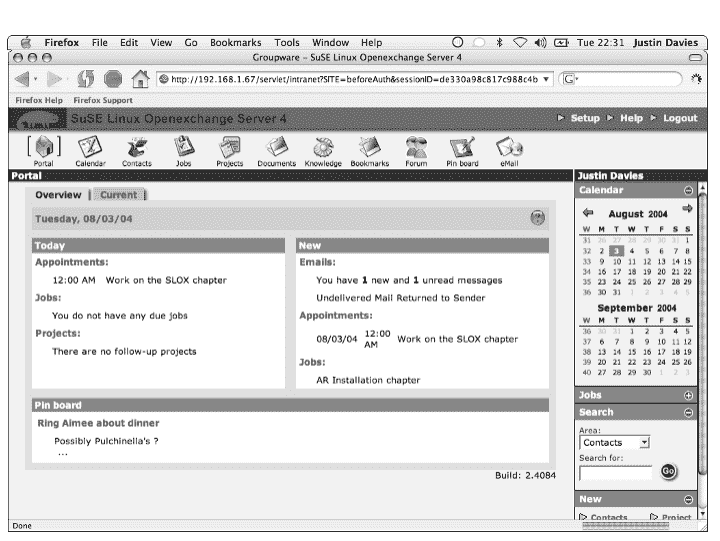 Firefox File Edit View Go Bookmarks Tools Window Help Tue 22:31 Justin Davies
Groupware – SuSE Linux Openexchange Server 4
http://192.168.1.67/servlet/intranet?SITE=beforeAuth&sessionID=de330a98c817c988c4b
Firefox Help Firefox Support
SuSE Linux Openexchange Server 4 Setup Help Logout
Portal Calendar Contacts Jobs Projects Documents Knowledge Bookmarks Forum Pin board eMail
Portal
Overview | Current |
Tuesday, 08/03/04
Today
Appointments:
12:00 AM Work on the SLOX chapter
Jobs:
You do not have any due jobs
Projects:
There are no follow-up projects
New
Emails:
You have 1 new and 1 unread messages
Undelivered Mail Returned to Sender
Appointments:
08/03/04 12:00 AM Work on the SLOX chapter
Jobs:
AR Installation chapter
Pin board
Ring Aimee about dinner
Possibly Pulchinella's ?
...
Build: 2.4084
Justin Davies
Calendar
August 2004
W M T W T F S S
31 26 27 28 29 30 31 1
32 2 3 4 5 6 7 8
33 9 10 11 12 13 14 15
34 16 17 18 19 20 21 22
35 23 24 25 26 27 28 29
36 30 31 1 2 3 4 5
September 2004
W M T W T F S S
36 30 31 1 2 3 4 5
37 6 7 8 9 10 11 12
38 13 14 15 16 17 18 19
39 20 21 22 23 24 25 26
40 27 28 29 30 1 2 3
Jobs
Search
Area:
Contacts
Search for:
Go
New
Contacts Project
Done